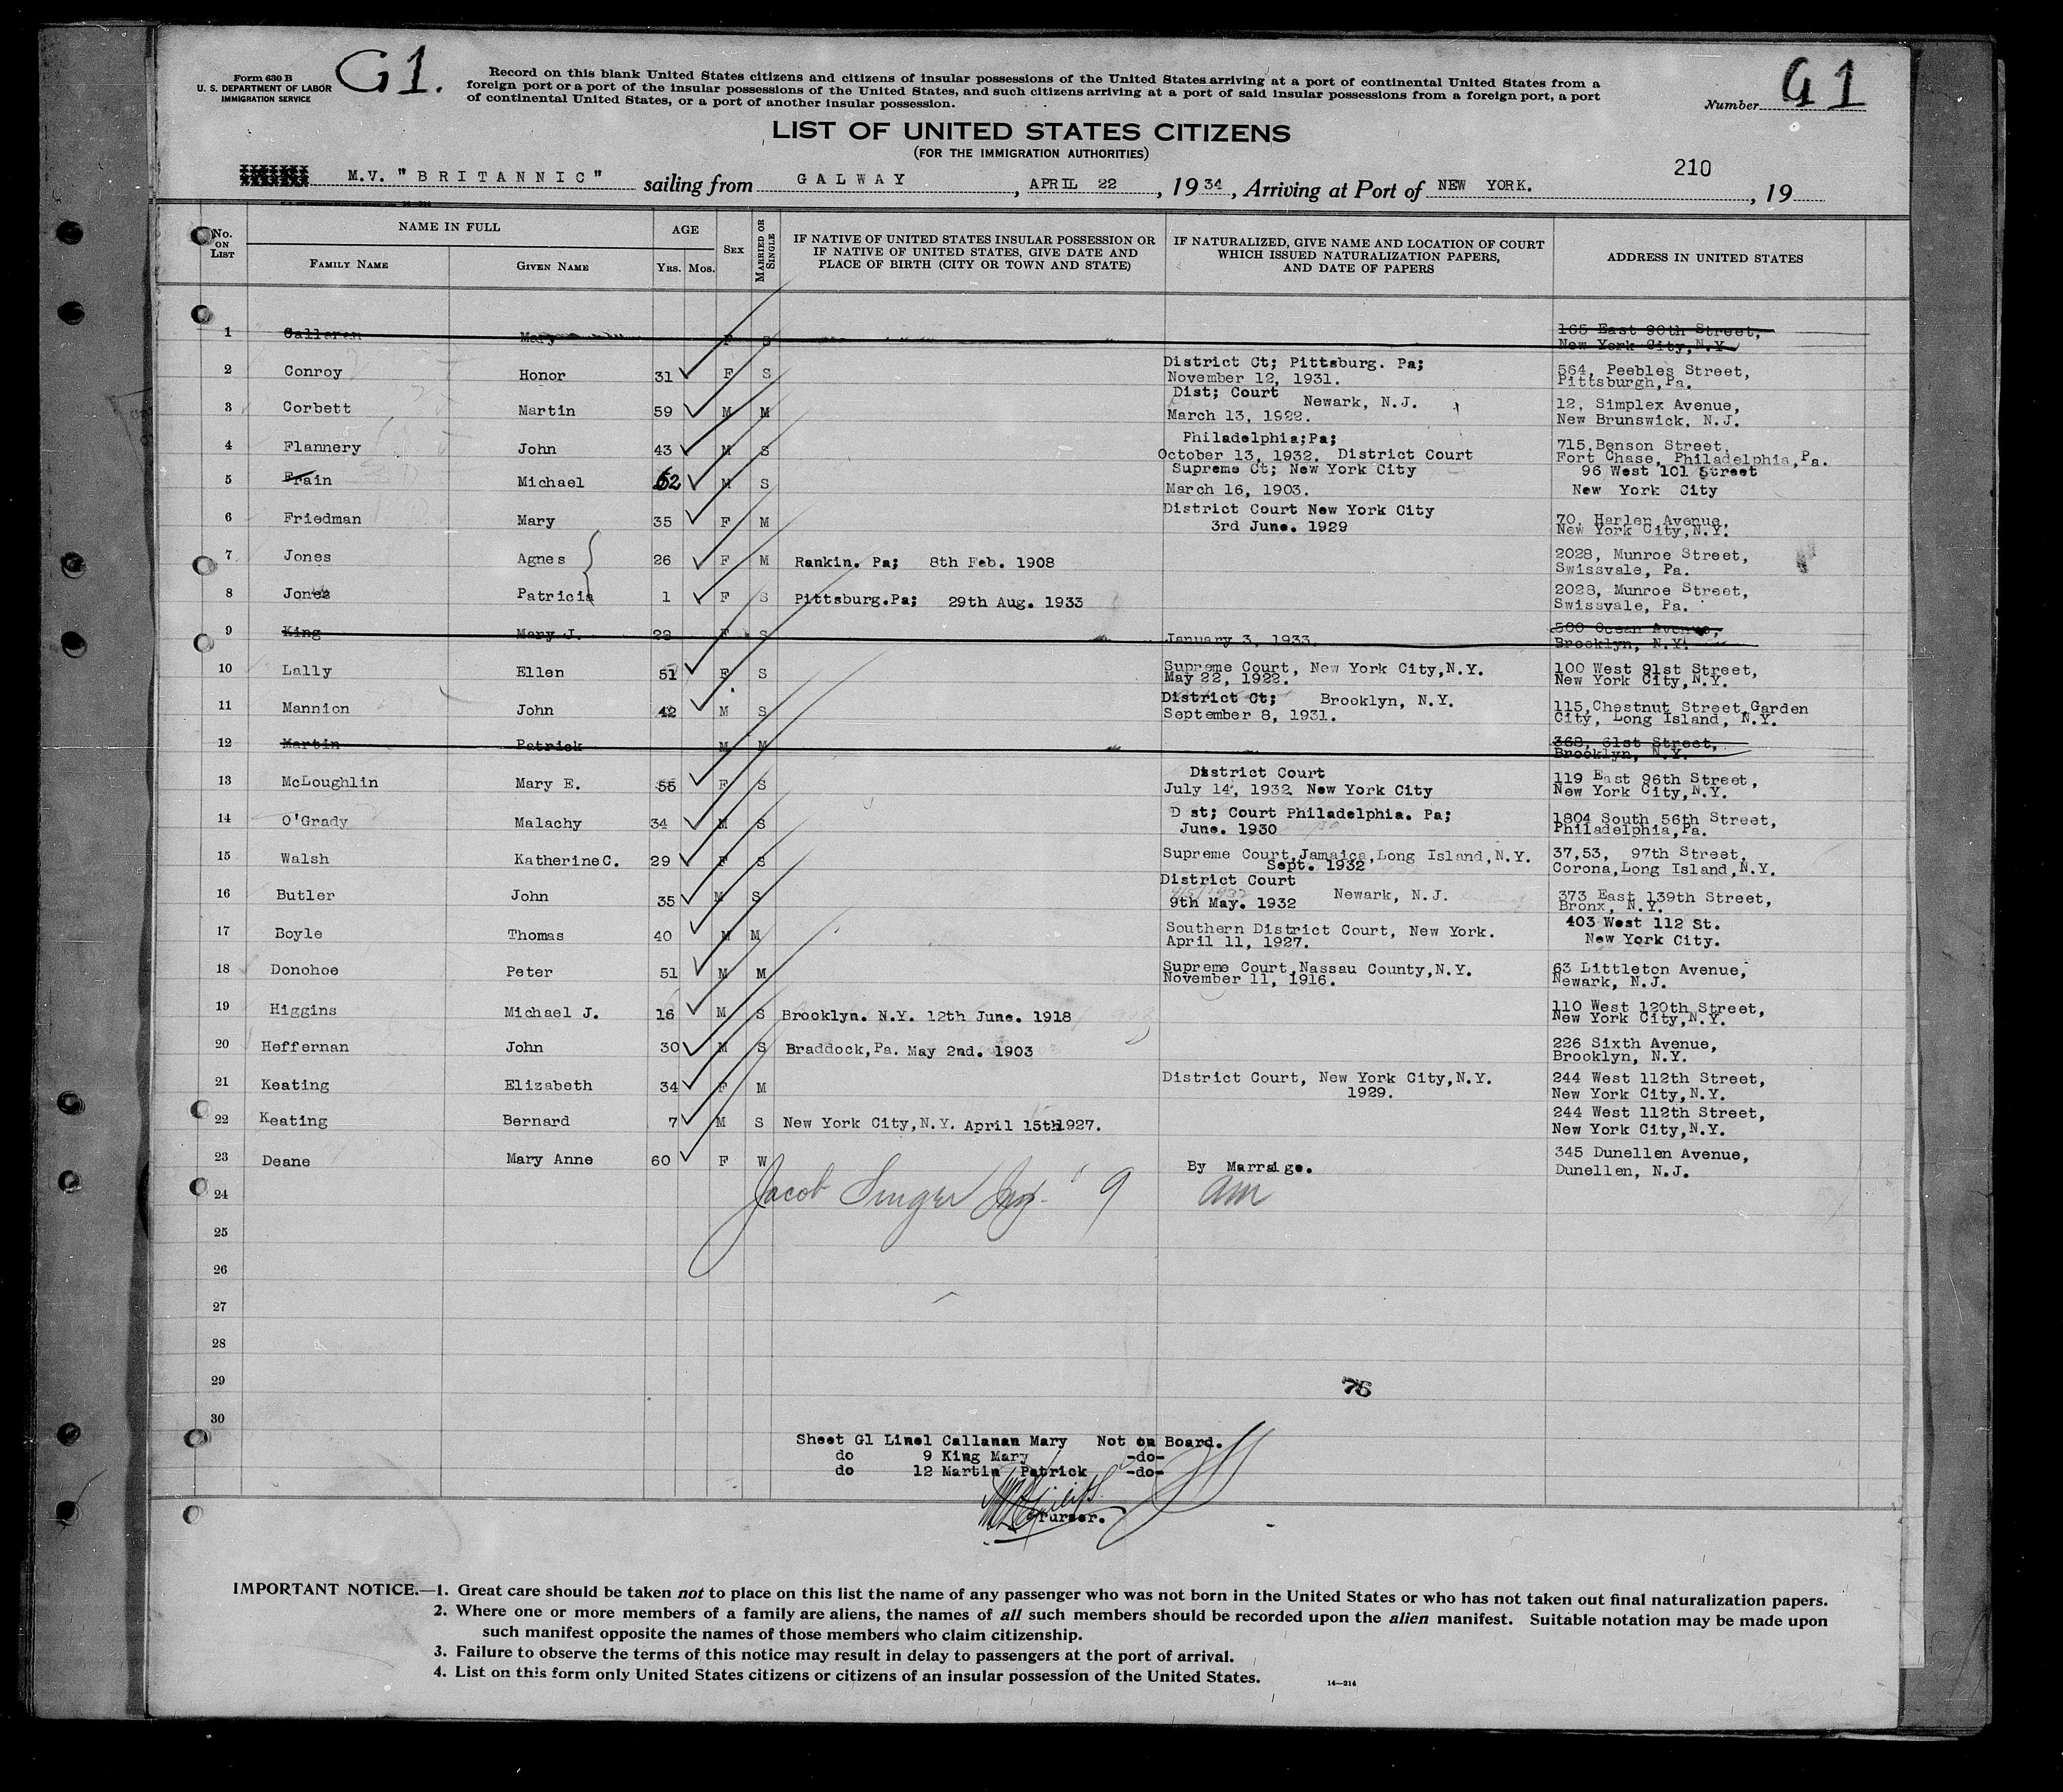 Form 630 B
U. S. DEPARTMENT OF LABOR
IMMIGRATION SERVICE
G1.
Record on this blank United States citizens and citizens of insular possessions of the United States arriving at a port of continental United States from a
foreign port or a port of the insular possessions of the United States, and such citizens arriving at a port of said insular possessions from a foreign port, a port
of continental United States, or a port of another insular possession.
Number G1
LIST OF UNITED STATES CITIZENS
(FOR THE IMMIGRATION AUTHORITIES)
210
M.V. "BRITANNIC" sailing from GALWAY, APRIL 22, 1934, Arriving at Port of NEW YORK., 19
No. ON LIST NAME IN FULL AGE SEX MARRIED OR SINGLE IF NATIVE OF UNITED STATES INSULAR POSSESSION OR IF NATIVE OF UNITED STATES, GIVE DATE AND PLACE OF BIRTH (CITY OR TOWN AND STATE) IF NATURALIZED, GIVE NAME AND LOCATION OF COURT WHICH ISSUED NATURALIZATION PAPERS, AND DATE OF PAPERS ADDRESS IN UNITED STATES
FAMILY NAME GIVEN NAME YRS. MOS.
1 Mary F S 165 East 90th Street,
New York City, N.Y.
2 Conroy Honor 31 F S District Ct; Pittsburg. Pa; 564, Peebles Street,
November 12, 1931. Pittsburgh, Pa.
3 Corbett Martin 59 M M Dist; Court Newark, N.J. 12, Simplex Avenue,
March 13, 1922. New Brunswick, N.J.
4 Flannery John 43 M S Philadelphia; Pa; 715, Benson Street,
October 13, 1932. District Court Fort Chase, Philadelphia, Pa.
5 Frain Michael 62 M S Supreme Ct; New York City 96 West 101 Street
March 16, 1903. New York City
6 Friedman Mary 35 F M District Court New York City 70, Harlen Avenue,
3rd June. 1929 New York City, N.Y.
7 Jones Agnes 26 F M Rankin. Pa; 8th Feb. 1908 2028, Munroe Street,
Swissvale, Pa.
8 Jones Patricia 1 F S Pittsburg.Pa; 29th Aug. 1933 2028, Munroe Street,
Swissvale, Pa.
9 King Mary J. F S January 3, 1933. 500 Ocean Avenue,
Brooklyn, N.Y.
10 Lally Ellen 51 F S Supreme Court, New York City, N.Y. 100 West 91st Street,
May 22, 1922. New York City, N.Y.
11 Mannion John 42 M S District Ct; Brooklyn, N.Y. 115, Chestnut Street, Garden
September 8, 1931. City, Long Island, N.Y.
12 Martin Patrick M M 368, 61st Street,
Brooklyn, N.Y.
13 McLoughlin Mary E. 55 F S District Court 119 East 96th Street,
July 14, 1932 New York City New York City, N.Y.
14 O'Grady Malachy 34 M S D st; Court Philadelphia. Pa; 1804 South 56th Street,
June. 1930 Philadelphia, Pa.
15 Walsh Katherine C. 29 F S Supreme Court, Jamaica, Long Island, N.Y. 37,53, 97th Street,
Sept. 1932 Corona, Long Island, N.Y.
16 Butler John 35 M S District Court Newark, N.J. 373 East 139th Street,
9th May. 1932 Bronx, N.Y.
17 Boyle Thomas 40 M M Southern District Court, New York. 403 West 112 St.
April 11, 1927. New York City.
18 Donohoe Peter 51 M M Supreme Court, Nassau County, N.Y. 63 Littleton Avenue,
November 11, 1916. Newark, N.J.
19 Higgins Michael J. 16 M S Brooklyn. N.Y. 12th June. 1918 110 West 120th Street,
New York City, N.Y.
20 Heffernan John 30 M S Braddock, Pa. May 2nd. 1903 226 Sixth Avenue,
Brooklyn, N.Y.
21 Keating Elizabeth 34 F M District Court, New York City, N.Y. 244 West 112th Street,
1929. New York City, N.Y.
22 Keating Bernard 7 M S New York City, N.Y. April 15th 1927. 244 West 112th Street,
New York City, N.Y.
23 Deane Mary Anne 60 F W By Marraige. 345 Dunellen Avenue,
Dunellen, N.J.
24 Jacob Singer 9
25
26
27
28
29
76
30
Sheet G1 Line1 Callanan Mary Not on Board.
do 9 King Mary -do-
do 12 Martin Patrick -do-
Purser.
IMPORTANT NOTICE.—1. Great care should be taken not to place on this list the name of any passenger who was not born in the United States or who has not taken out final naturalization papers.
2. Where one or more members of a family are aliens, the names of all such members should be recorded upon the alien manifest. Suitable notation may be made upon
such manifest opposite the names of those members who claim citizenship.
3. Failure to observe the terms of this notice may result in delay to passengers at the port of arrival.
4. List on this form only United States citizens or citizens of an insular possession of the United States.
14—214